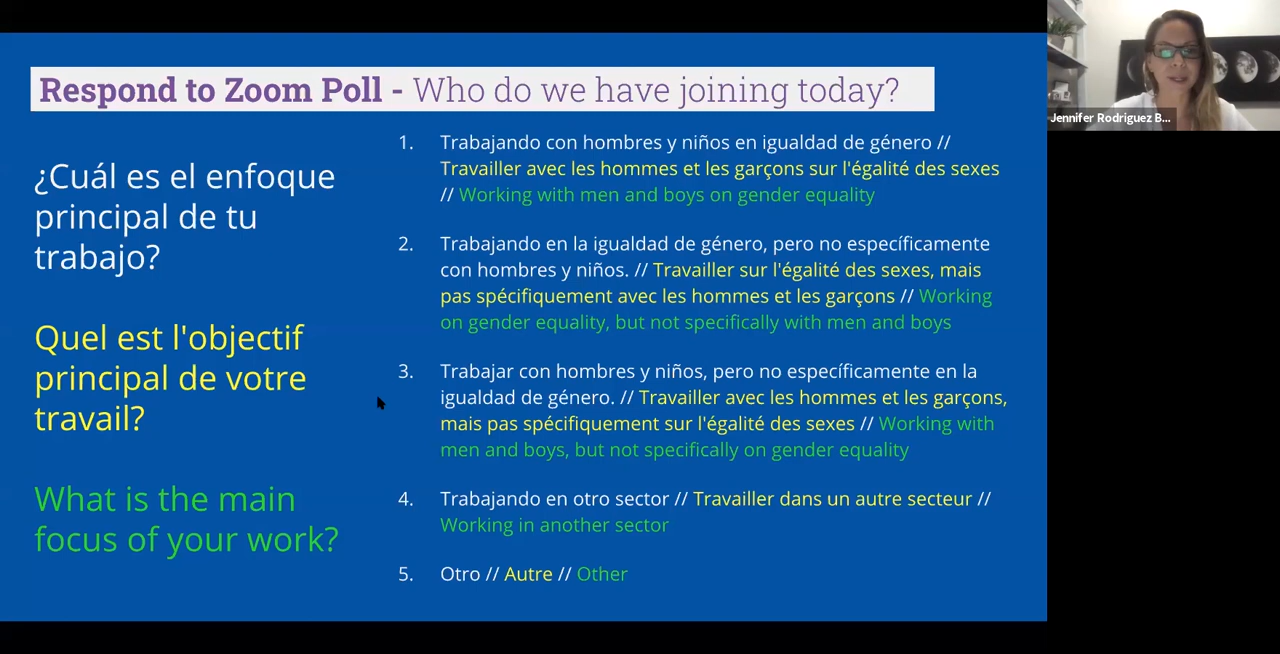 Respond to Zoom Poll - Who do we have joining today?
¿Cuál es el enfoque
principal de tu
trabajo?
Quel est l'objectif
principal de votre
travail?
What is the main
focus of your work?
1. Trabajando con hombres y niños en igualdad de género //
Travailler avec les hommes et les garçons sur l'égalité des sexes
// Working with men and boys on gender equality
2. Trabajando en la igualdad de género, pero no específicamente
con hombres y niños. // Travailler sur l'égalité des sexes, mais
pas spécifiquement avec les hommes et les garçons // Working
on gender equality, but not specifically with men and boys
3. Trabajar con hombres y niños, pero no específicamente en la
igualdad de género. // Travailler avec les hommes et les garçons,
mais pas spécifiquement sur l'égalité des sexes // Working with
men and boys, but not specifically on gender equality
4. Trabajando en otro sector // Travailler dans un autre secteur //
Working in another sector
5. Otro // Autre // Other
Jennifer Rodriguez B...